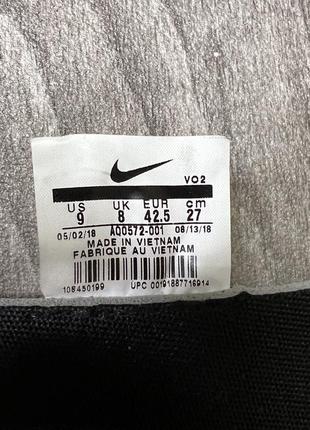 VO2
US UK EUR cm
9 8 42.5 27
05/02/18 AQ0572-001 08/13/18
MADE IN VIETNAM
FABRIQUE AU VIETNAM
108450199 UPC 00191887716914